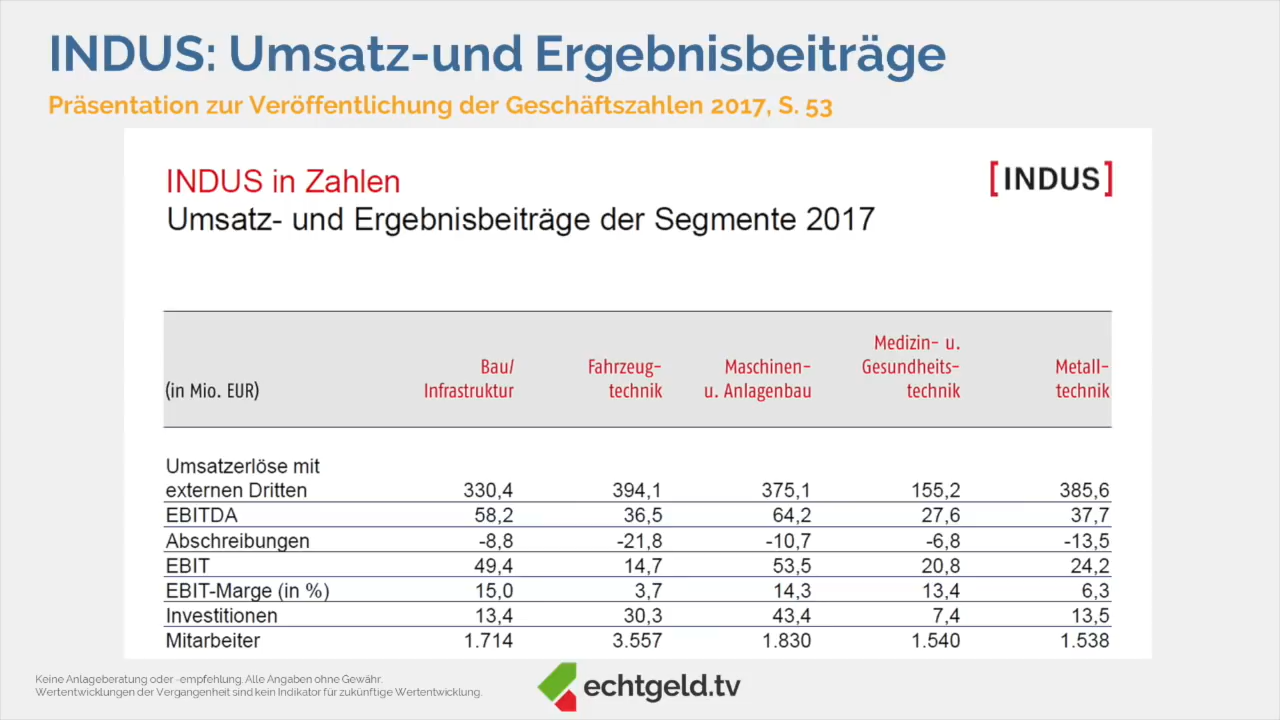 INDUS: Umsatz-und Ergebnisbeiträge
Präsentation zur Veröffentlichung der Geschäftszahlen 2017, S. 53
INDUS in Zahlen
[INDUS]
Umsatz- und Ergebnisbeiträge der Segmente 2017
(in Mio. EUR)
Bau/
Infrastruktur
Fahrzeug-
technik
Maschinen-
u. Anlagenbau
Medizin- u.
Gesundheits-
technik
Metall-
technik
Umsatzerlöse mit
externen Dritten 330,4 394,1 375,1 155,2 385,6
EBITDA 58,2 36,5 64,2 27,6 37,7
Abschreibungen -8,8 -21,8 -10,7 -6,8 -13,5
EBIT 49,4 14,7 53,5 20,8 24,2
EBIT-Marge (in %) 15,0 3,7 14,3 13,4 6,3
Investitionen 13,4 30,3 43,4 7,4 13,5
Mitarbeiter 1.714 3.557 1.830 1.540 1.538
Keine Anlageberatung oder -empfehlung. Alle Angaben ohne Gewähr.
Wertentwicklungen der Vergangenheit sind kein Indikator für zukünftige Wertentwicklung.
echtgeld.tv